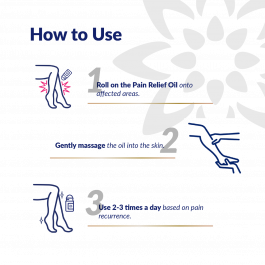 How to Use
1
Roll on the Pain Relief Oil onto
affected areas.
2
Gently massage the oil into the skin.
3
Use 2-3 times a day based on pain
recurrence.